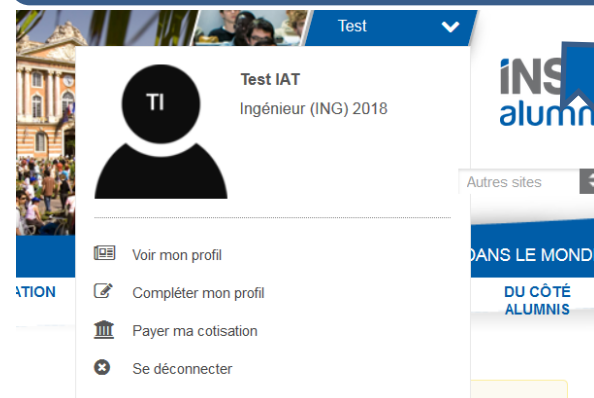 Test
TI
Test IAT
Ingénieur (ING) 2018
alumn
Autres sites
Voir mon profil
DANS LE MOND
ATION
Compléter mon profil
DU CÔTÉ
ALUMNIS
Payer ma cotisation
Se déconnecter